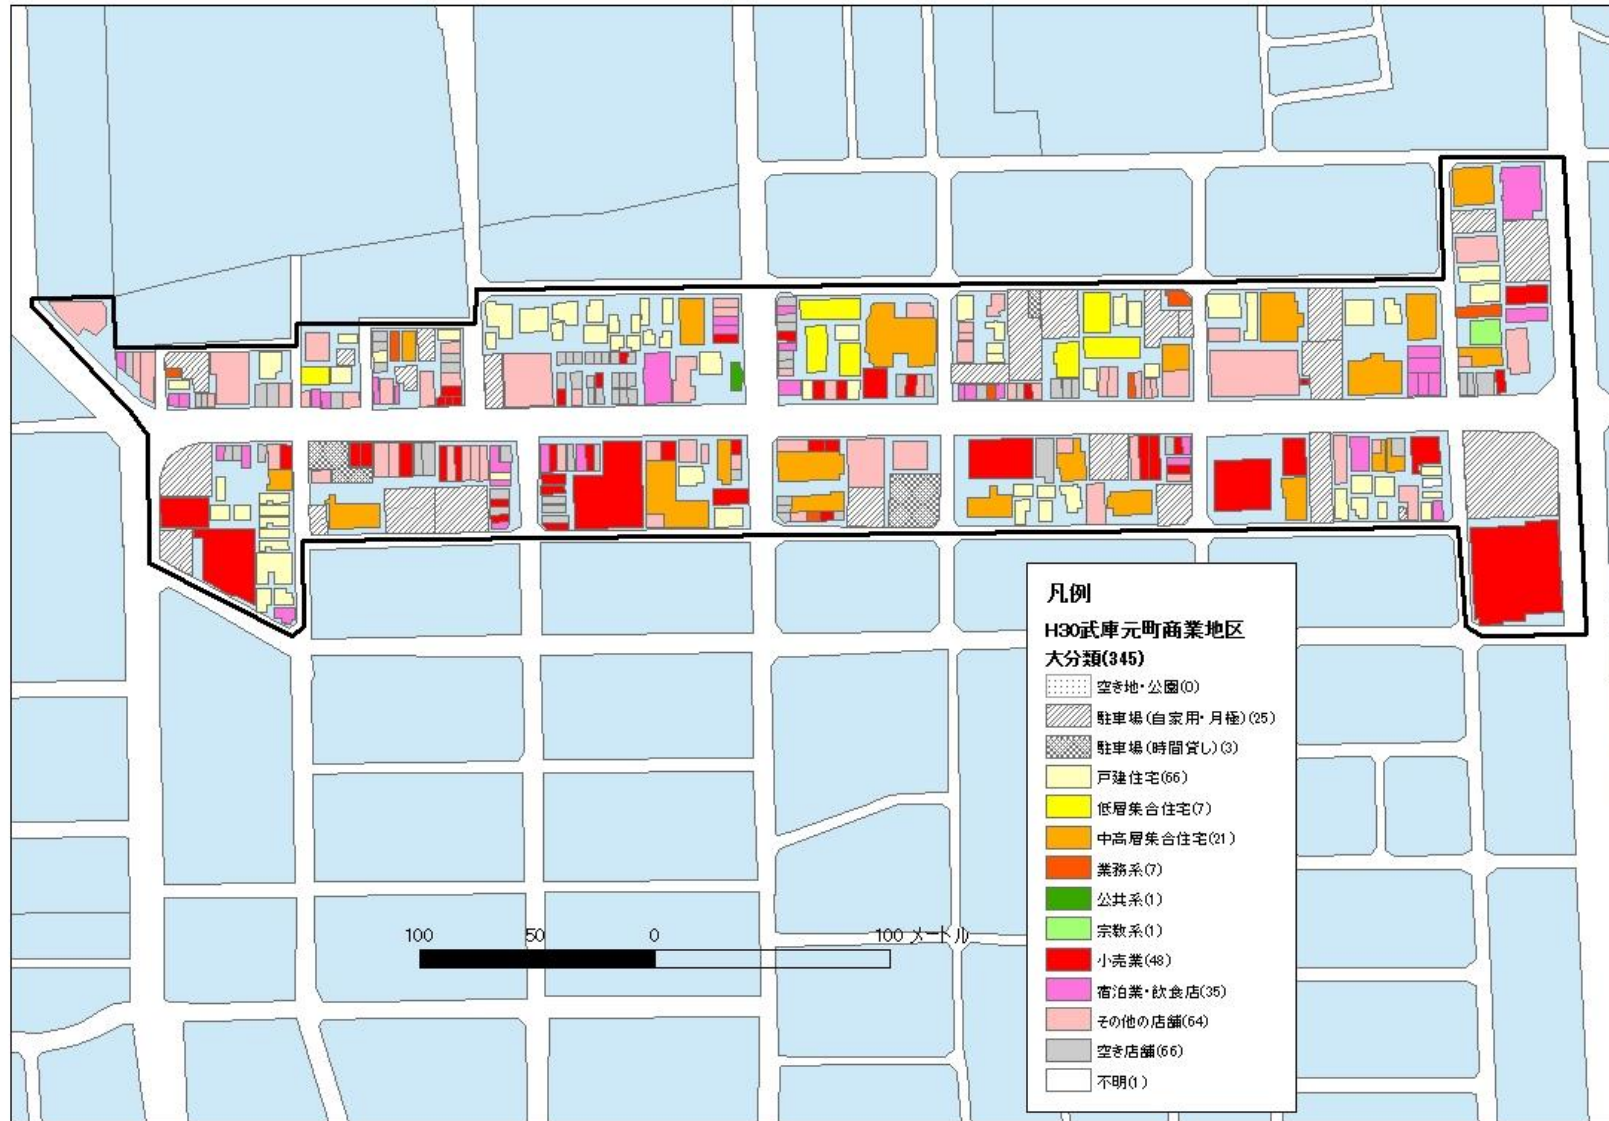 凡例
H30武庫元町商業地区
大分類(345)
空き地・公園(0)
駐車場(自家用・月極)(25)
駐車場(時間貸し)(3)
戸建住宅(66)
低層集合住宅(7)
中高層集合住宅(21)
業務系(7)
公共系(1)
宗教系(1)
小売業(48)
宿泊業・飲食店(35)
その他の店舗(64)
空き店舗(66)
不明(1)
100 50 0 100 メートル